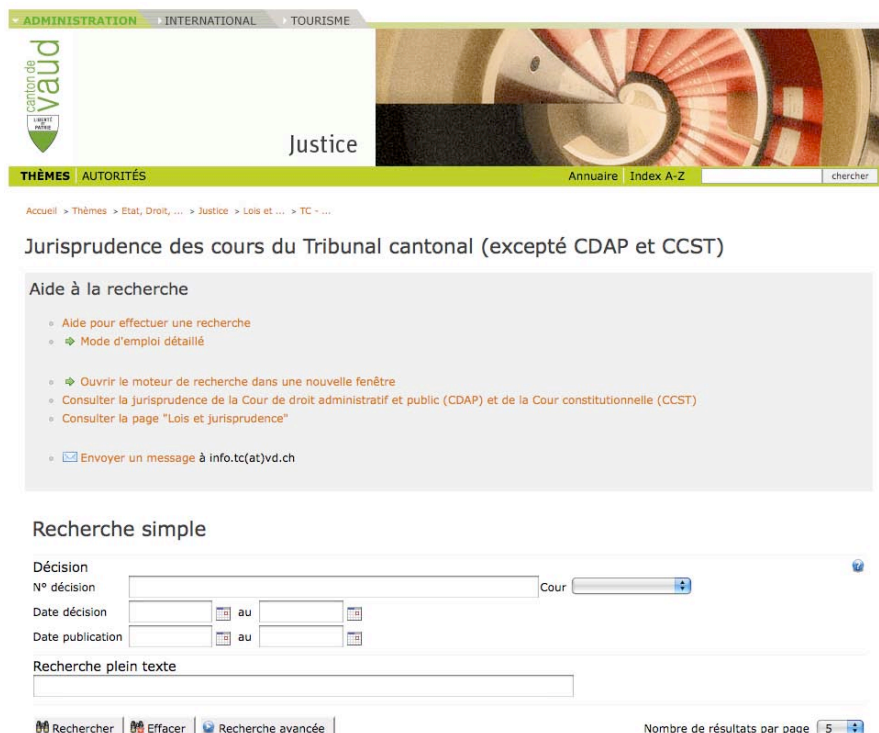 ADMINISTRATION INTERNATIONAL TOURISME
canton de
vaud
LIBERTÉ
ET
PATRIE
Justice
THÈMES AUTORITÉS Annuaire Index A-Z chercher
Accueil > Thèmes > Etat, Droit, ... > Justice > Lois et ... > TC - ...
Jurisprudence des cours du Tribunal cantonal (excepté CDAP et CCST)
Aide à la recherche
Aide pour effectuer une recherche
Mode d'emploi détaillé
Ouvrir le moteur de recherche dans une nouvelle fenêtre
Consulter la jurisprudence de la Cour de droit administratif et public (CDAP) et de la Cour constitutionnelle (CCST)
Consulter la page "Lois et jurisprudence"
Envoyer un message à info.tc(at)vd.ch
Recherche simple
Décision
N° décision Cour
Date décision au
Date publication au
Recherche plein texte
Rechercher Effacer Recherche avancée Nombre de résultats par page 5